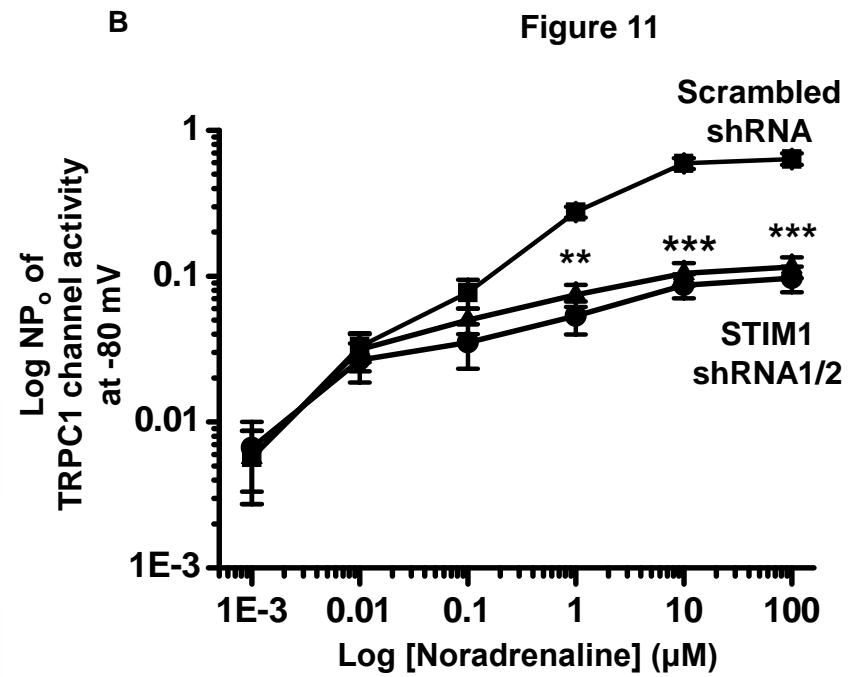 B
Figure 11
Scrambled
shRNA
1
0.1
0.01
1E-3
Log NPo of
TRPC1 channel activity
at -80 mV
**
***
***
STIM1
shRNA1/2
1E-3 0.01 0.1 1 10 100
Log [Noradrenaline] (µM)